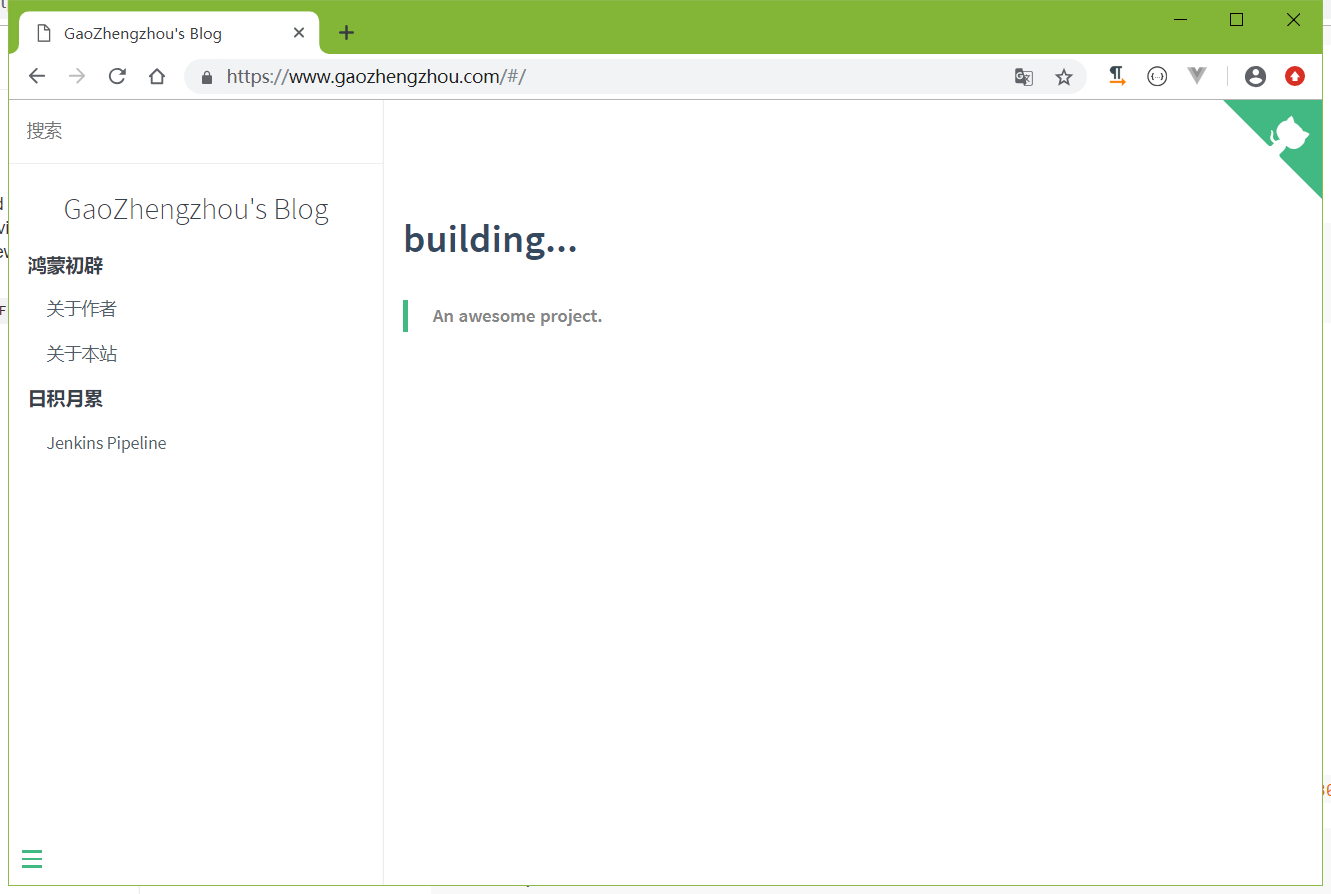 GaoZhengzhou's Blog
https://www.gaozhengzhou.com/#/
搜索
GaoZhengzhou's Blog
鸿蒙初辟
关于作者
关于本站
日积月累
Jenkins Pipeline
building...
An awesome project.